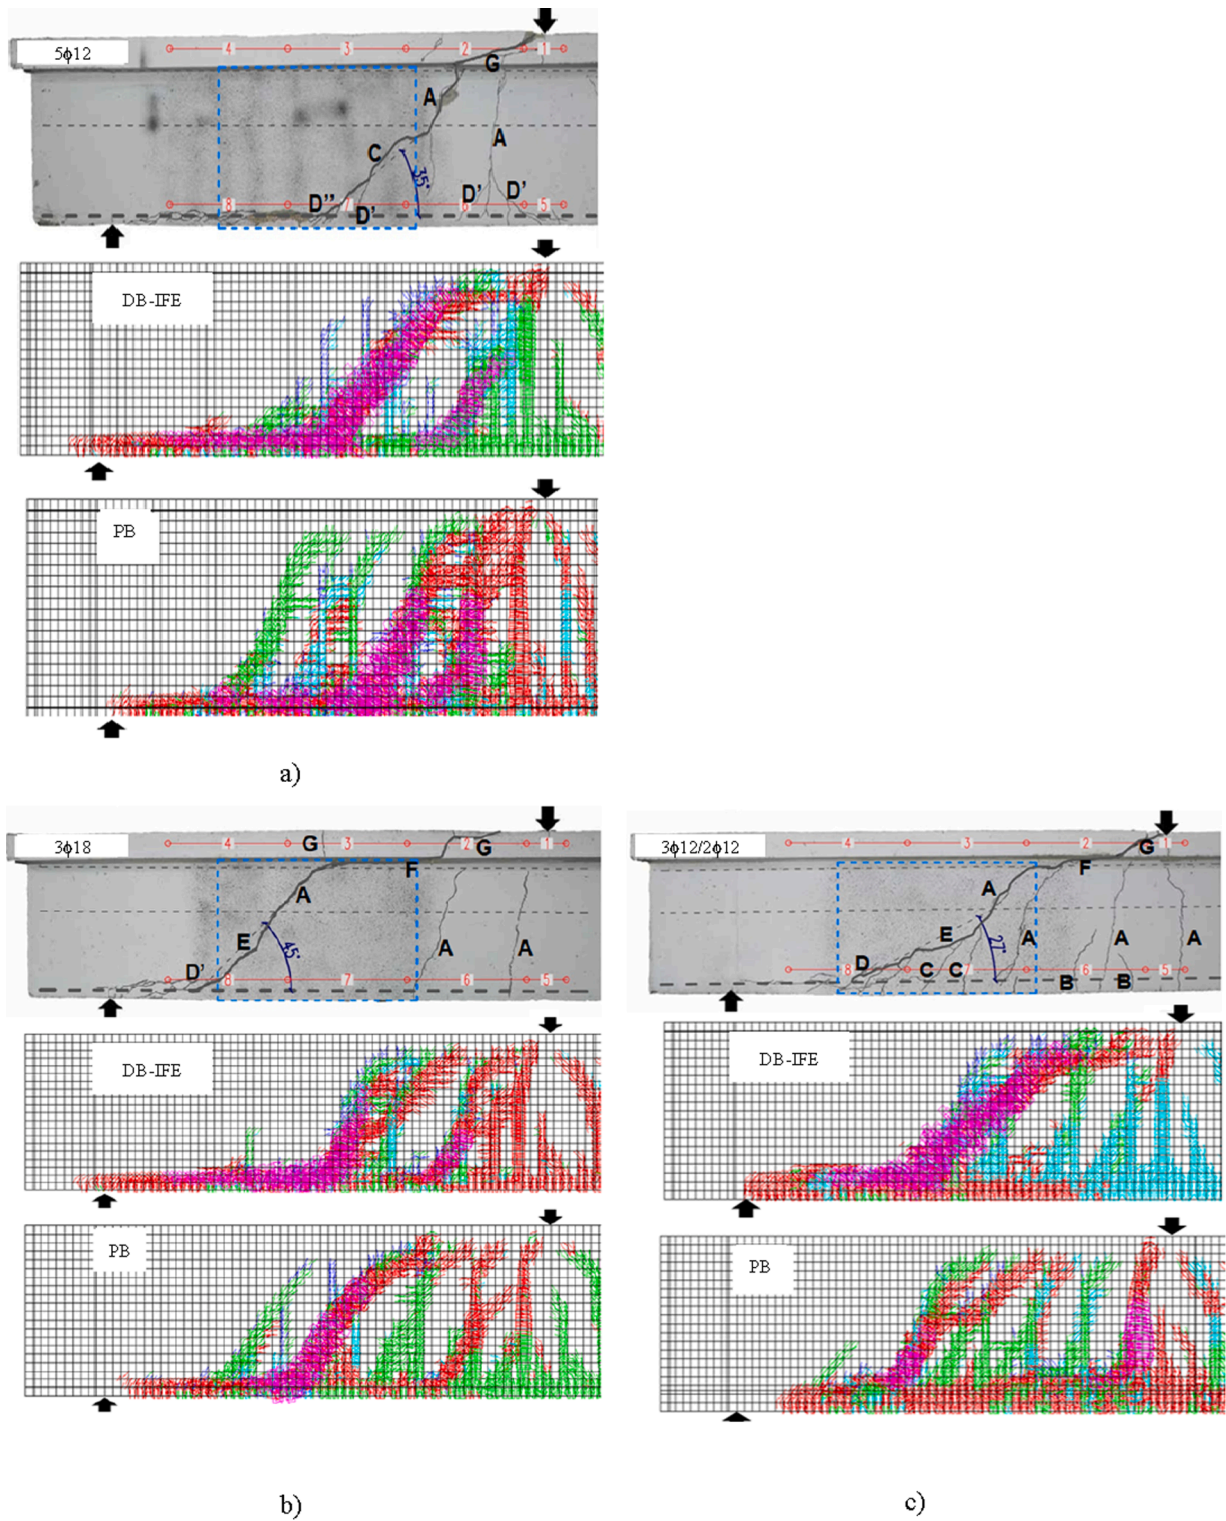 5ϕ12
4 3 2 1
G
A
A
C
35°
D'' D' D' D'
8 7 6 5
DB-IFE
PB
a)
3ϕ18
4 G 3 2 G 1
F
A
E 45° A A
D'
8 7 6 5
DB-IFE
PB
b)
3ϕ12/2ϕ12
4 3 2 G 1
F
A
E 27° A A A
D C C B B
8 7 6 5
DB-IFE
PB
c)